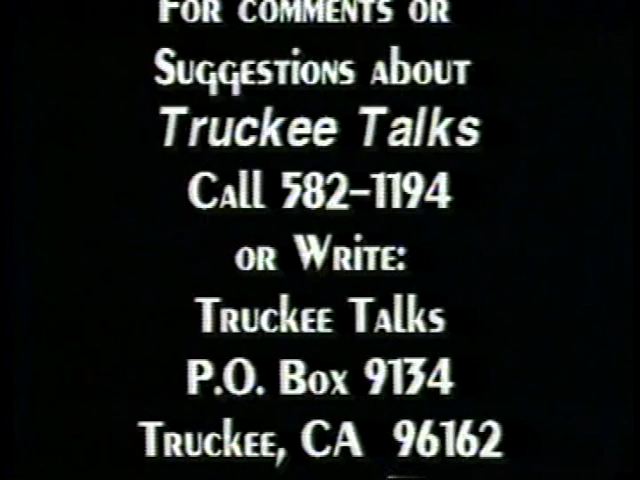 For comments or
Suggestions about
Truckee Talks
Call 582-1194
or Write:
Truckee Talks
P.O. Box 9134
Truckee, CA 96162